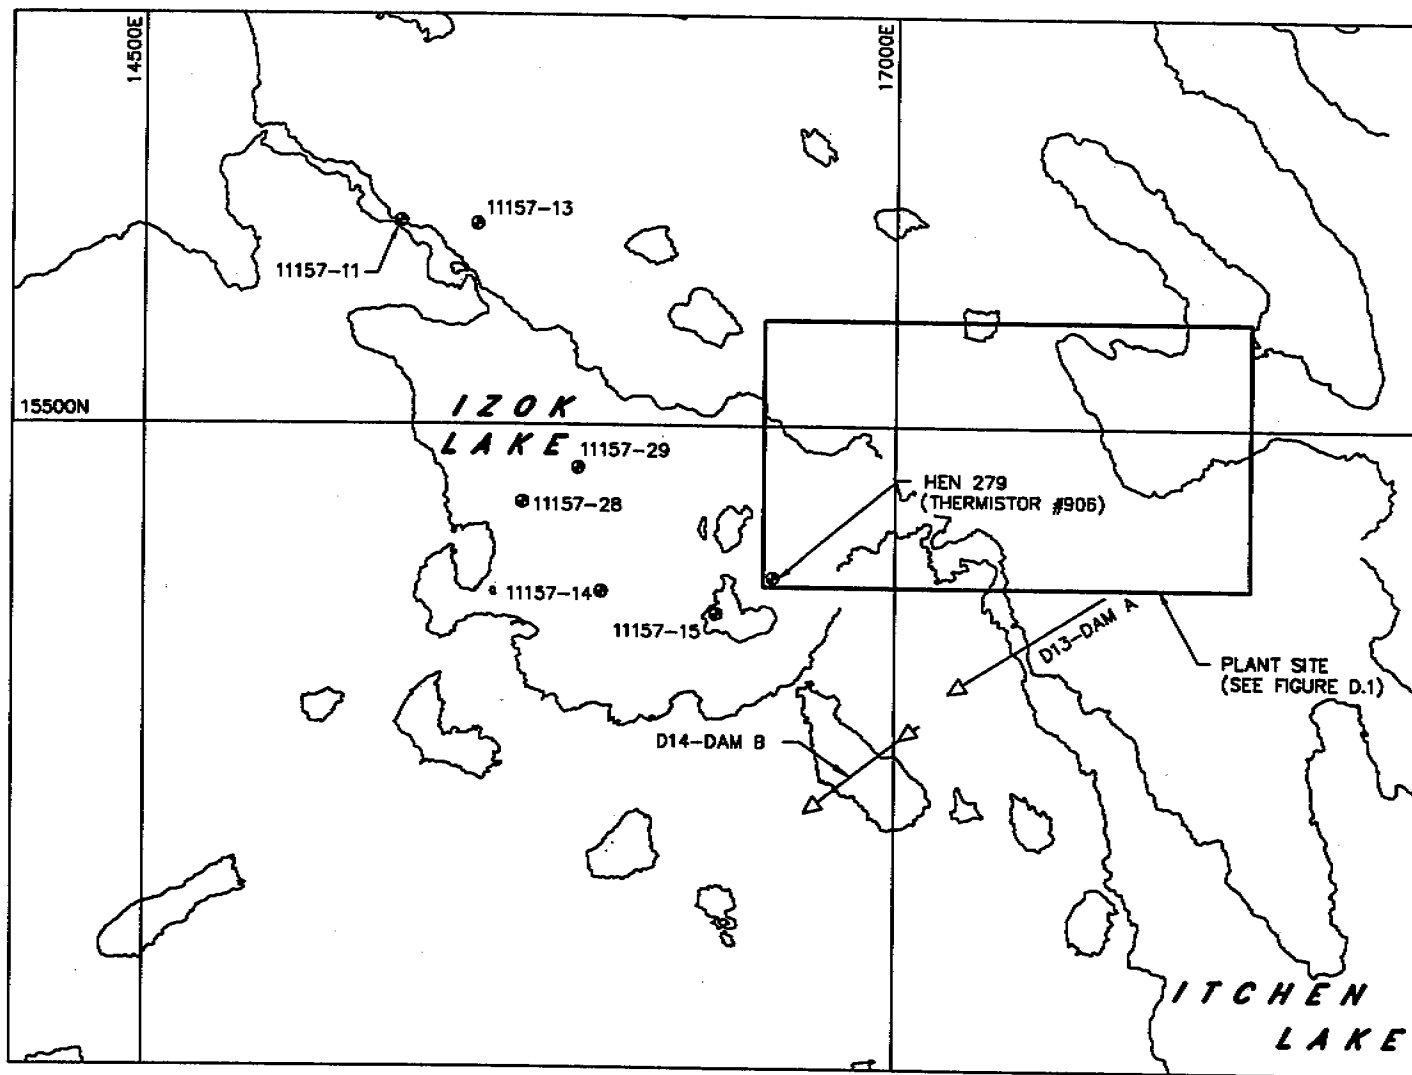 14500E
17000E
11157-13
11157-11
15500N
IZOK
LAKE
11157-29
11157-28
HEN 279
(THERMISTOR #906)
11157-14
11157-15
D13-DAM A
PLANT SITE
(SEE FIGURE D.1)
D14-DAM B
ITCHEN
LAKE